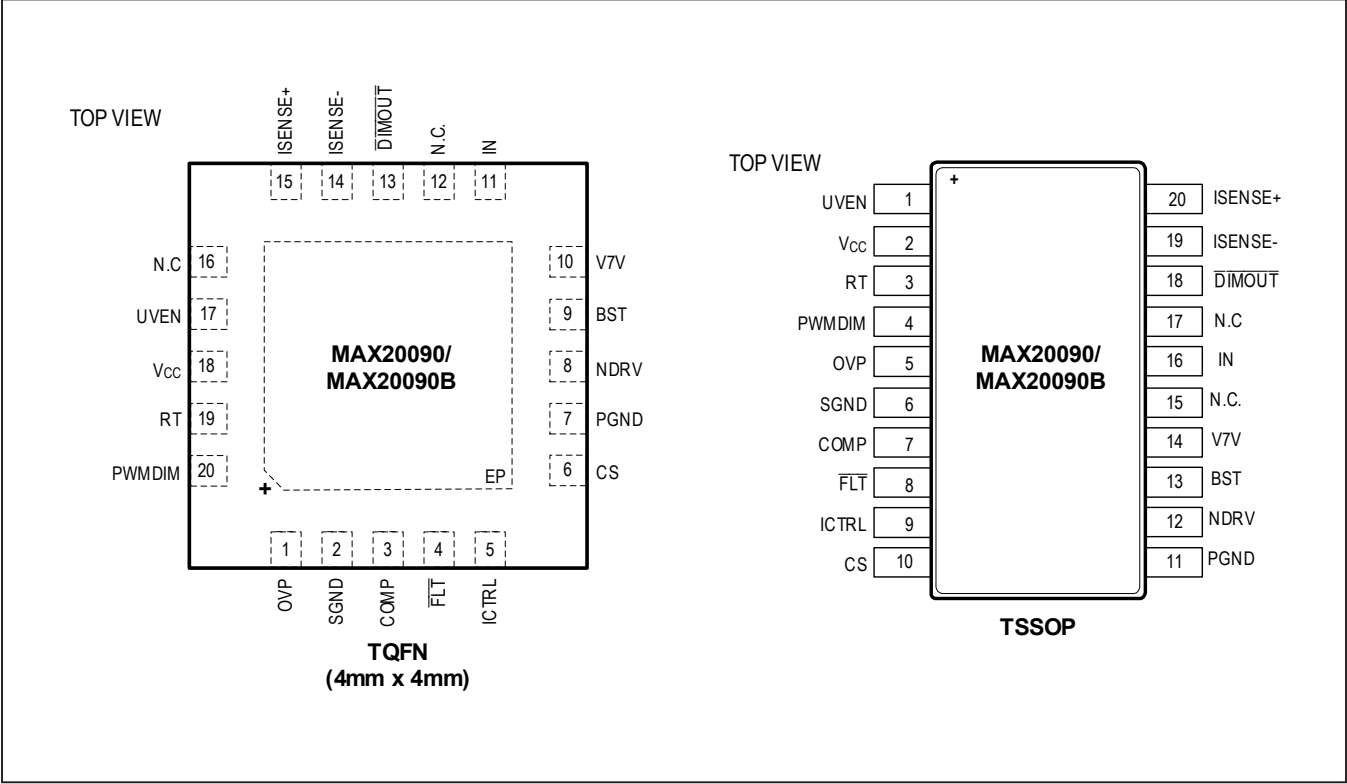 TOP VIEW
ISENSE+
ISENSE-
DIMOUT
N.C.
IN
15
14
13
12
11
N.C 16
UVEN 17
VCC 18
RT 19
PWMDIM 20
10 V7V
9 BST
8 NDRV
7 PGND
6 CS
MAX20090/
MAX20090B
EP
+
1
2
3
4
5
OVP
SGND
COMP
FLT
ICTRL
TQFN
(4mm x 4mm)
TOP VIEW
+
UVEN 1
VCC 2
RT 3
PWMDIM 4
OVP 5
SGND 6
COMP 7
FLT 8
ICTRL 9
CS 10
MAX20090/
MAX20090B
20 ISENSE+
19 ISENSE-
18 DIMOUT
17 N.C
16 IN
15 N.C.
14 V7V
13 BST
12 NDRV
11 PGND
TSSOP